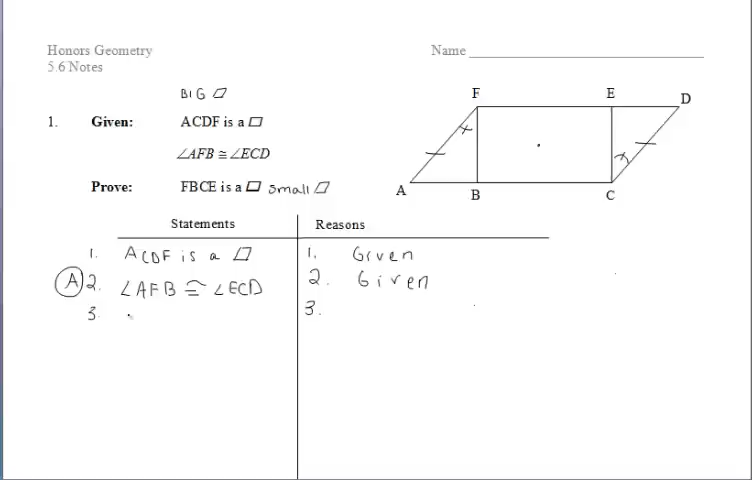 Honors Geometry
Name
5.6 Notes
BIG ▱
1. Given: ACDF is a ▱
∠AFB ≅ ∠ECD
Prove: FBCE is a ▱ small ▱
F E D
A B C
Statements Reasons
1. ACDF is a ▱ 1. Given
(A) 2. ∠AFB ≅ ∠ECD 2. Given
3. 3.